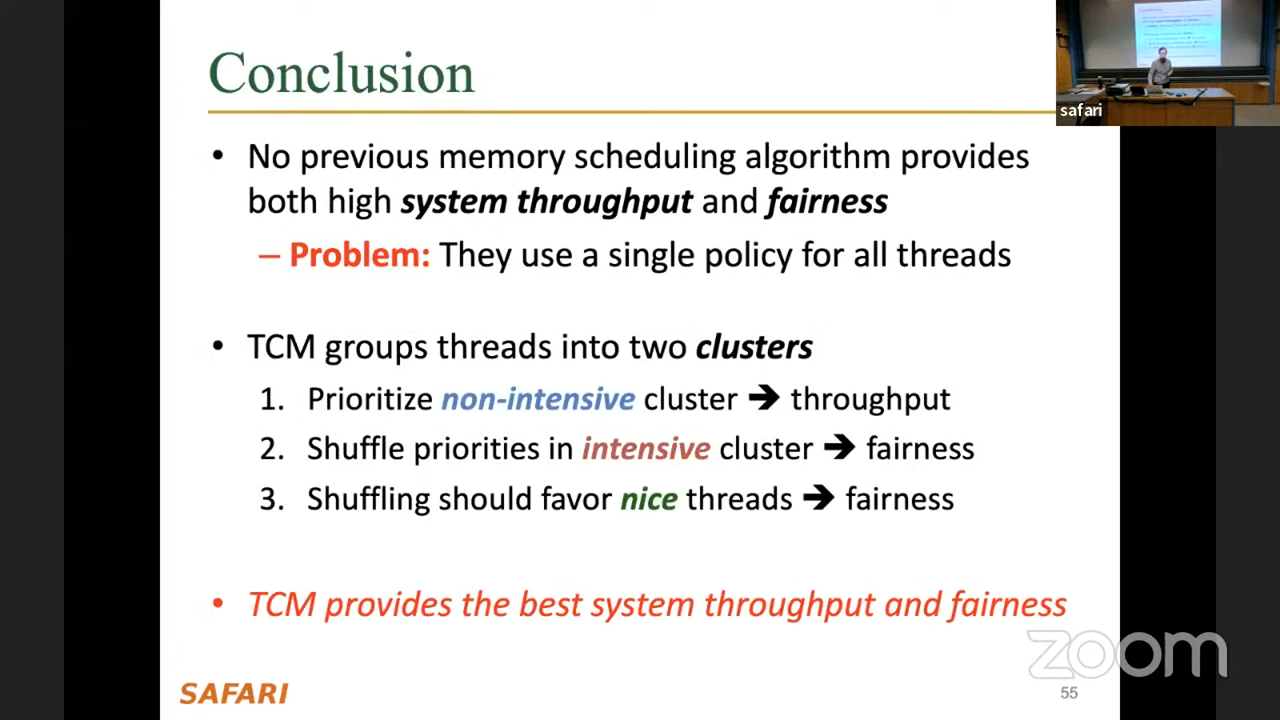 Conclusion
safari
• No previous memory scheduling algorithm provides
both high system throughput and fairness
– Problem: They use a single policy for all threads
• TCM groups threads into two clusters
1. Prioritize non-intensive cluster ➔ throughput
2. Shuffle priorities in intensive cluster ➔ fairness
3. Shuffling should favor nice threads ➔ fairness
• TCM provides the best system throughput and fairness
zoom
SAFARI
55